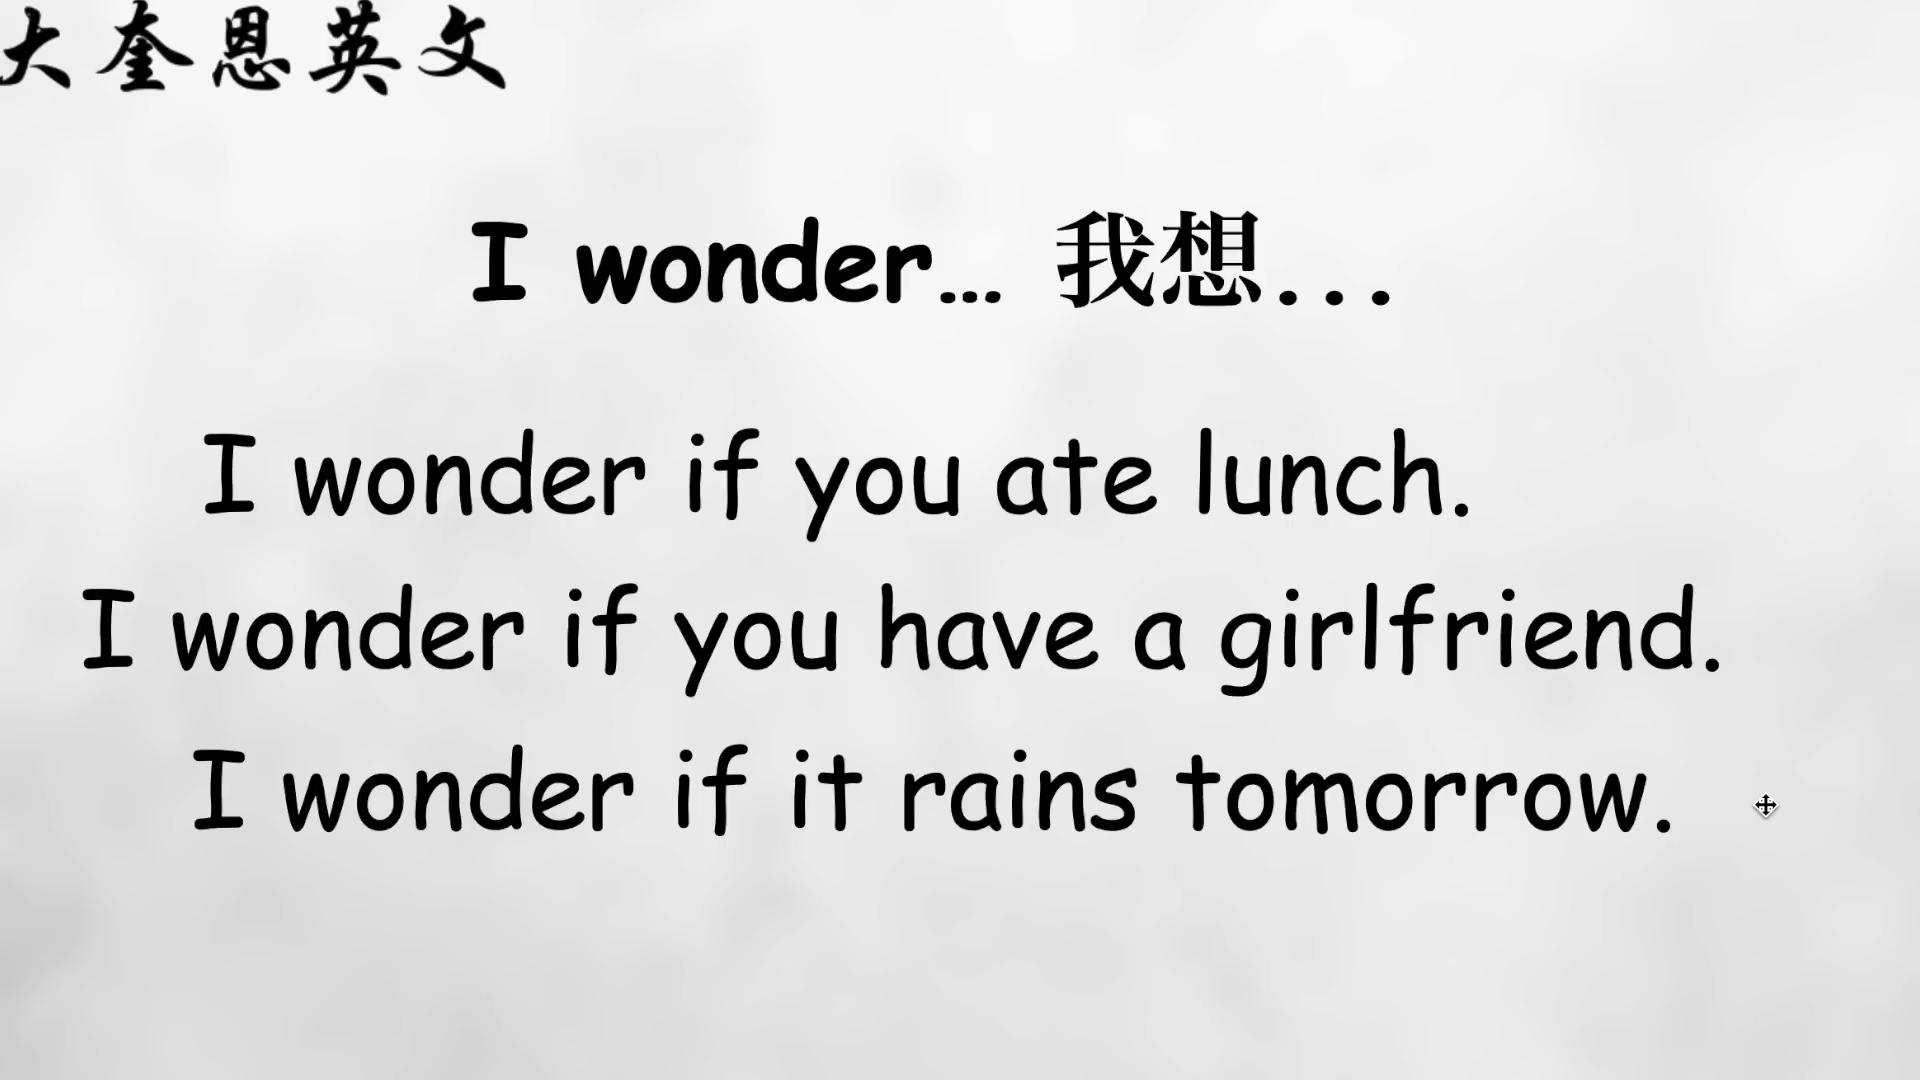 大奎恩英文
I wonder... 我想...
I wonder if you ate lunch.
I wonder if you have a girlfriend.
I wonder if it rains tomorrow.